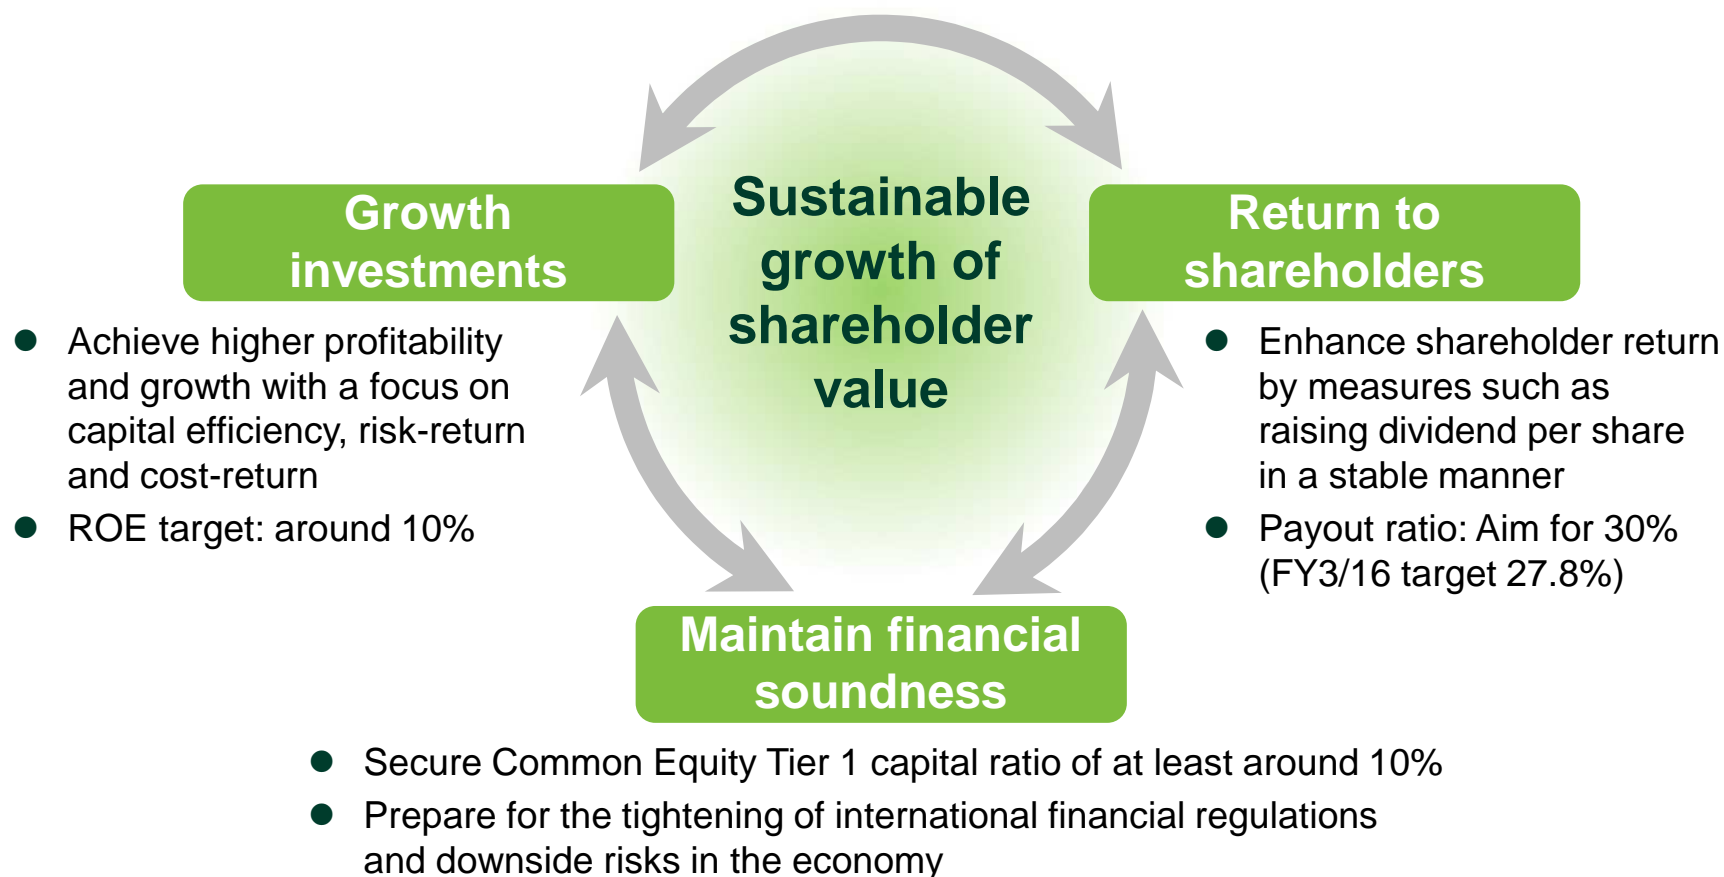 Sustainable
growth of
shareholder
value
Growth
investments
● Achieve higher profitability
and growth with a focus on
capital efficiency, risk-return
and cost-return
● ROE target: around 10%
Return to
shareholders
● Enhance shareholder return
by measures such as
raising dividend per share
in a stable manner
● Payout ratio: Aim for 30%
(FY3/16 target 27.8%)
Maintain financial
soundness
● Secure Common Equity Tier 1 capital ratio of at least around 10%
● Prepare for the tightening of international financial regulations
and downside risks in the economy